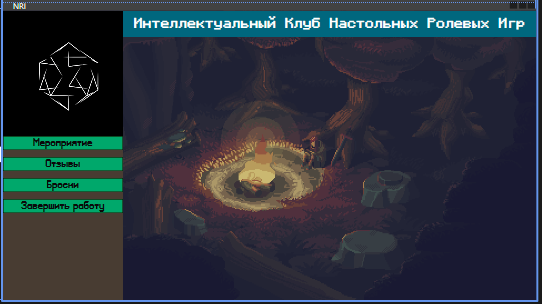 NRI
Интеллектуальный Клуб Настольных Ролевых Игр
Мероприятие
Отзывы
Броски
Завершить работу